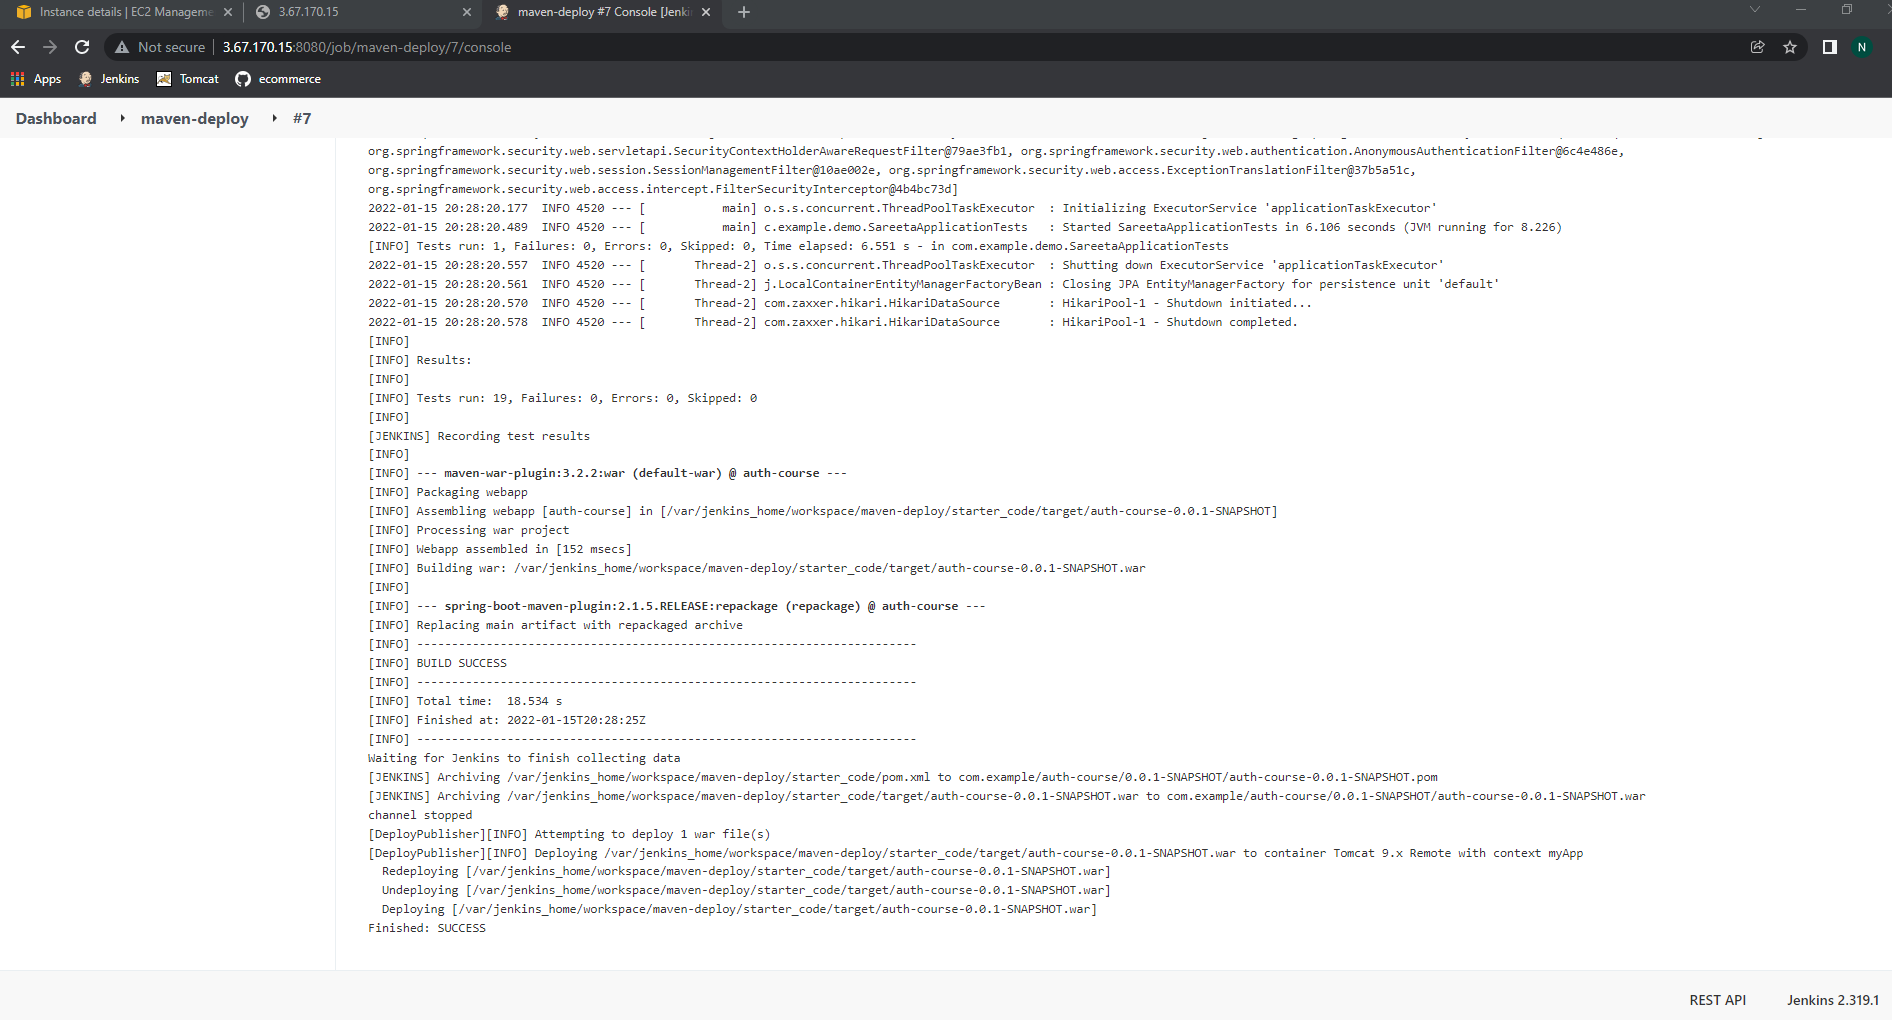 Instance details | EC2 Manageme
3.67.170.15
maven-deploy #7 Console [Jenki
Not secure
3.67.170.15:8080/job/maven-deploy/7/console
N
Apps
Jenkins
Tomcat
ecommerce
Dashboard
maven-deploy
#7
org.springframework.security.web.servletapi.SecurityContextHolderAwareRequestFilter@79ae3fb1, org.springframework.security.web.authentication.AnonymousAuthenticationFilter@6c4e486e,
org.springframework.security.web.session.SessionManagementFilter@10ae002e, org.springframework.security.web.access.ExceptionTranslationFilter@37b5a51c,
org.springframework.security.web.access.intercept.FilterSecurityInterceptor@4b4bc73d]
2022-01-15 20:28:20.177  INFO 4520 --- [           main] o.s.s.concurrent.ThreadPoolTaskExecutor  : Initializing ExecutorService 'applicationTaskExecutor'
2022-01-15 20:28:20.489  INFO 4520 --- [           main] c.example.demo.SareetaApplicationTests   : Started SareetaApplicationTests in 6.106 seconds (JVM running for 8.226)
[INFO] Tests run: 1, Failures: 0, Errors: 0, Skipped: 0, Time elapsed: 6.551 s - in com.example.demo.SareetaApplicationTests
2022-01-15 20:28:20.557  INFO 4520 --- [       Thread-2] o.s.s.concurrent.ThreadPoolTaskExecutor  : Shutting down ExecutorService 'applicationTaskExecutor'
2022-01-15 20:28:20.561  INFO 4520 --- [       Thread-2] j.LocalContainerEntityManagerFactoryBean : Closing JPA EntityManagerFactory for persistence unit 'default'
2022-01-15 20:28:20.570  INFO 4520 --- [       Thread-2] com.zaxxer.hikari.HikariDataSource       : HikariPool-1 - Shutdown initiated...
2022-01-15 20:28:20.578  INFO 4520 --- [       Thread-2] com.zaxxer.hikari.HikariDataSource       : HikariPool-1 - Shutdown completed.
[INFO]
[INFO] Results:
[INFO]
[INFO] Tests run: 19, Failures: 0, Errors: 0, Skipped: 0
[INFO]
[JENKINS] Recording test results
[INFO]
[INFO] --- maven-war-plugin:3.2.2:war (default-war) @ auth-course ---
[INFO] Packaging webapp
[INFO] Assembling webapp [auth-course] in [/var/jenkins_home/workspace/maven-deploy/starter_code/target/auth-course-0.0.1-SNAPSHOT]
[INFO] Processing war project
[INFO] Webapp assembled in [152 msecs]
[INFO] Building war: /var/jenkins_home/workspace/maven-deploy/starter_code/target/auth-course-0.0.1-SNAPSHOT.war
[INFO]
[INFO] --- spring-boot-maven-plugin:2.1.5.RELEASE:repackage (repackage) @ auth-course ---
[INFO] Replacing main artifact with repackaged archive
[INFO] ------------------------------------------------------------------------
[INFO] BUILD SUCCESS
[INFO] ------------------------------------------------------------------------
[INFO] Total time:  18.534 s
[INFO] Finished at: 2022-01-15T20:28:25Z
[INFO] ------------------------------------------------------------------------
Waiting for Jenkins to finish collecting data
[JENKINS] Archiving /var/jenkins_home/workspace/maven-deploy/starter_code/pom.xml to com.example/auth-course/0.0.1-SNAPSHOT/auth-course-0.0.1-SNAPSHOT.pom
[JENKINS] Archiving /var/jenkins_home/workspace/maven-deploy/starter_code/target/auth-course-0.0.1-SNAPSHOT.war to com.example/auth-course/0.0.1-SNAPSHOT/auth-course-0.0.1-SNAPSHOT.war
channel stopped
[DeployPublisher][INFO] Attempting to deploy 1 war file(s)
[DeployPublisher][INFO] Deploying /var/jenkins_home/workspace/maven-deploy/starter_code/target/auth-course-0.0.1-SNAPSHOT.war to container Tomcat 9.x Remote with context myApp
  Redeploying [/var/jenkins_home/workspace/maven-deploy/starter_code/target/auth-course-0.0.1-SNAPSHOT.war]
  Undeploying [/var/jenkins_home/workspace/maven-deploy/starter_code/target/auth-course-0.0.1-SNAPSHOT.war]
  Deploying [/var/jenkins_home/workspace/maven-deploy/starter_code/target/auth-course-0.0.1-SNAPSHOT.war]
Finished: SUCCESS
REST API
Jenkins 2.319.1